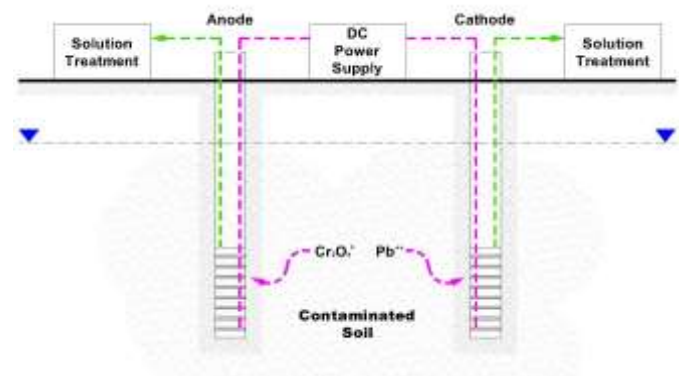 Anode
Cathode
Solution
Treatment
DC
Power
Supply
Solution
Treatment
Pb⁺⁺
Contaminated
Soil